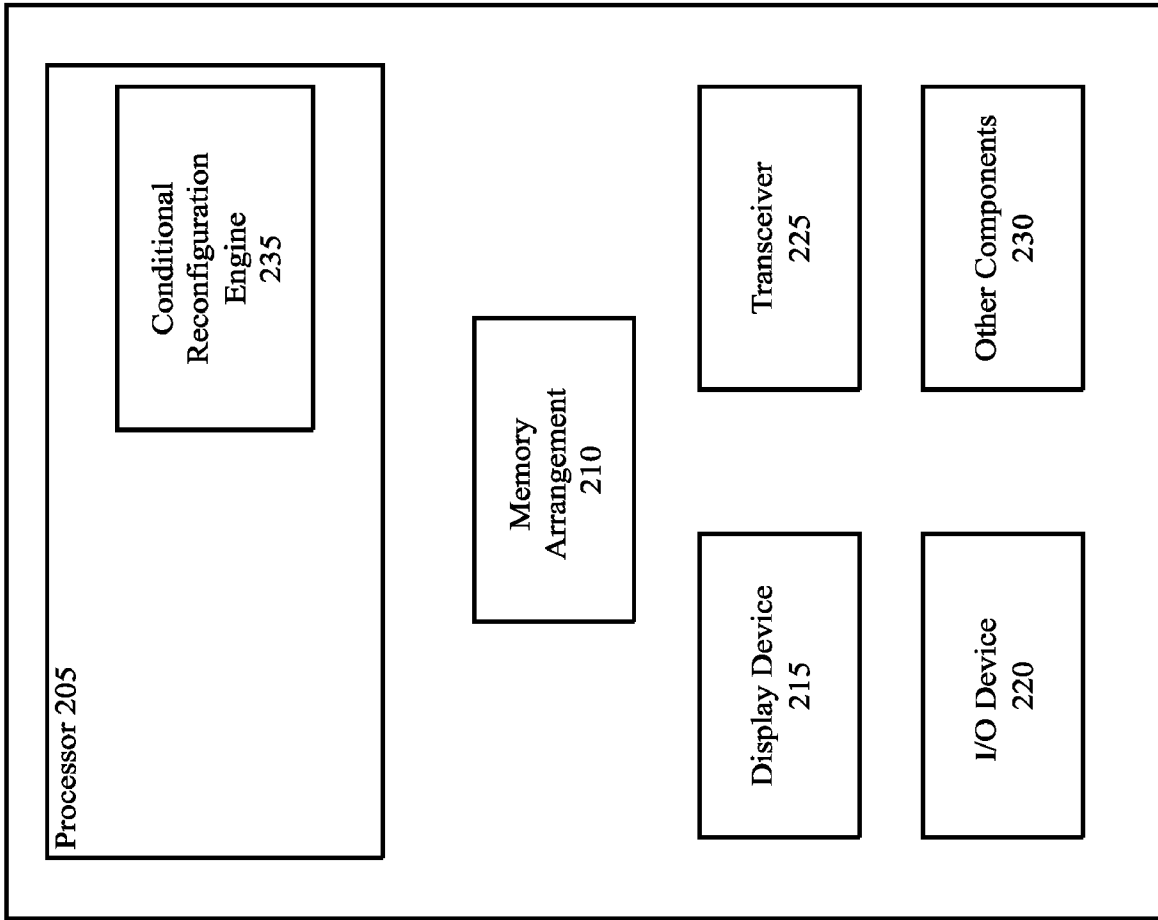 Processor 205
Conditional
Reconfiguration
Engine
235
Memory
Arrangement
210
Display Device
215
Transceiver
225
I/O Device
220
Other Components
230